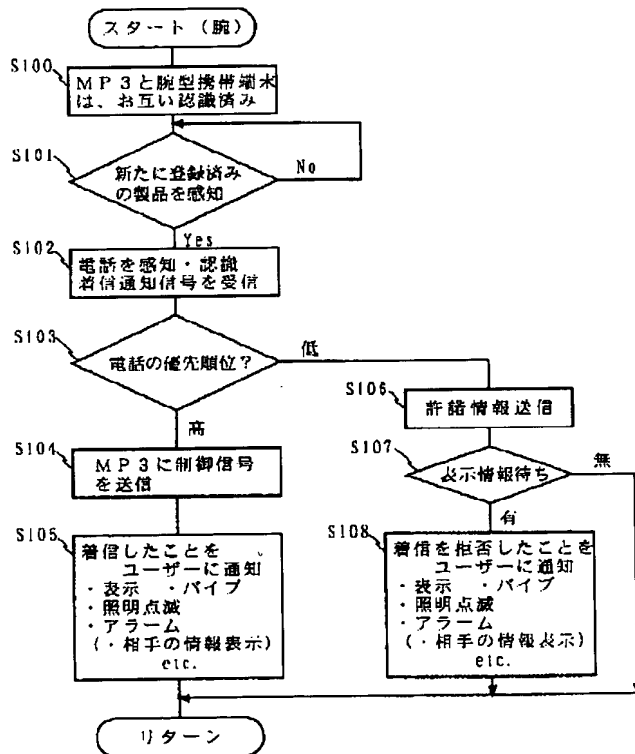 スタート(腕)
S100
MP3と腕型携帯端末
は、お互い認識済み
S101
新たに登録済み
の製品を感知
No
Yes
S102
電話を感知・認識
着信通知信号を受信
S103
電話の優先順位?
低
高
S104
MP3に制御信号
を送信
S105
着信したことを
ユーザーに通知
・表示 ・バイブ
・照明点滅
・アラーム
(・相手の情報表示)
etc.
S106
許諾情報送信
S107
表示情報待ち
無
有
S108
着信を拒否したことを
ユーザーに通知
・表示 ・バイブ
・照明点滅
・アラーム
(・相手の情報表示)
etc.
リターン